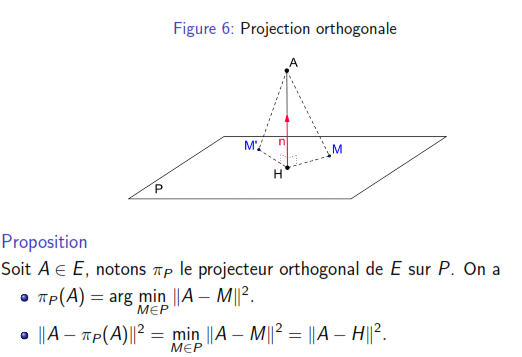 Figure 6: Projection orthogonale
A
M'
n
M
H
P
Proposition
Soit A ∈ E, notons π_P le projecteur orthogonal de E sur P. On a
π_P(A) = arg min_{M∈P} ‖A − M‖².
‖A − π_P(A)‖² = min_{M∈P} ‖A − M‖² = ‖A − H‖².